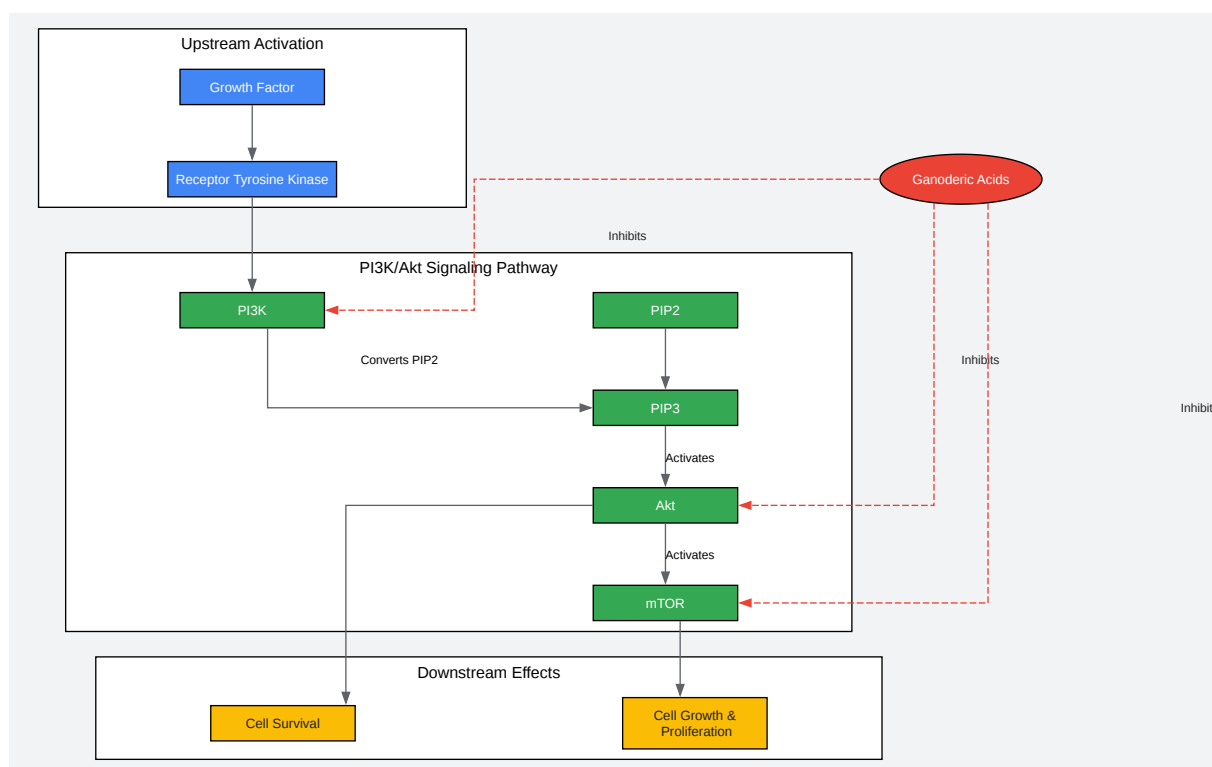 Upstream Activation
Growth Factor
Receptor Tyrosine Kinase
Ganoderic Acids
Inhibits
PI3K/Akt Signaling Pathway
PI3K
PIP2
Converts PIP2
Inhibits
PIP3
Inhibit
Activates
Akt
Activates
mTOR
Downstream Effects
Cell Survival
Cell Growth &
Proliferation